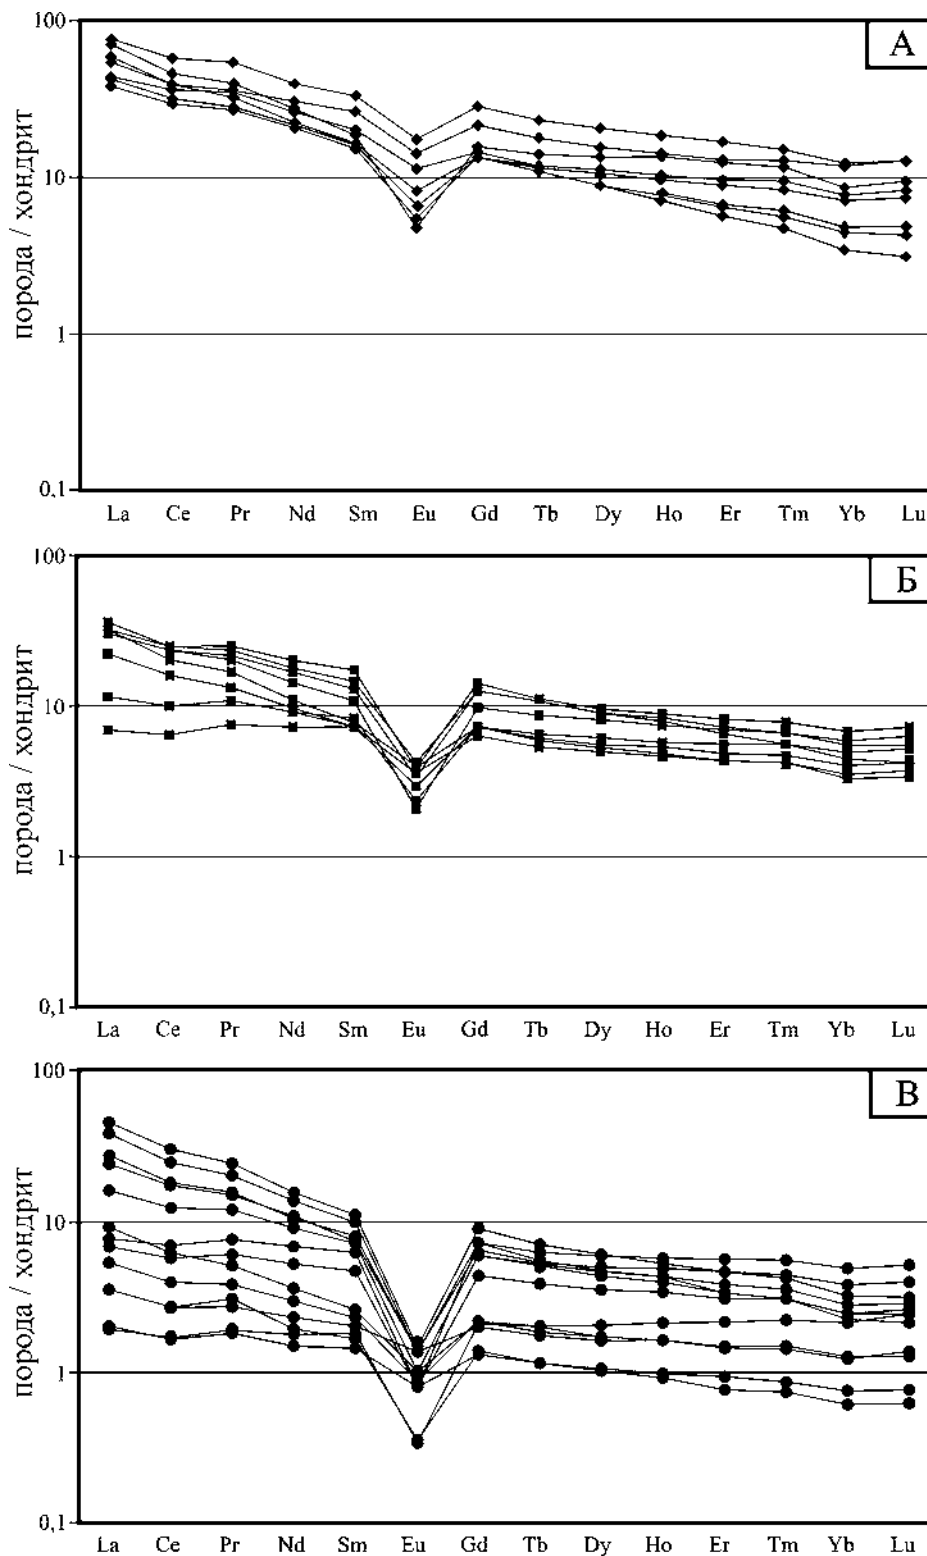 100
А
10
1
0,1
порода / хондрит
La Ce Pr Nd Sm Eu Gd Tb Dy Ho Er Tm Yb Lu
100
Б
10
1
0,1
порода / хондрит
La Ce Pr Nd Sm Eu Gd Tb Dy Ho Er Tm Yb Lu
100
В
10
1
0,1
порода / хондрит
La Ce Pr Nd Sm Eu Gd Tb Dy Ho Er Tm Yb Lu